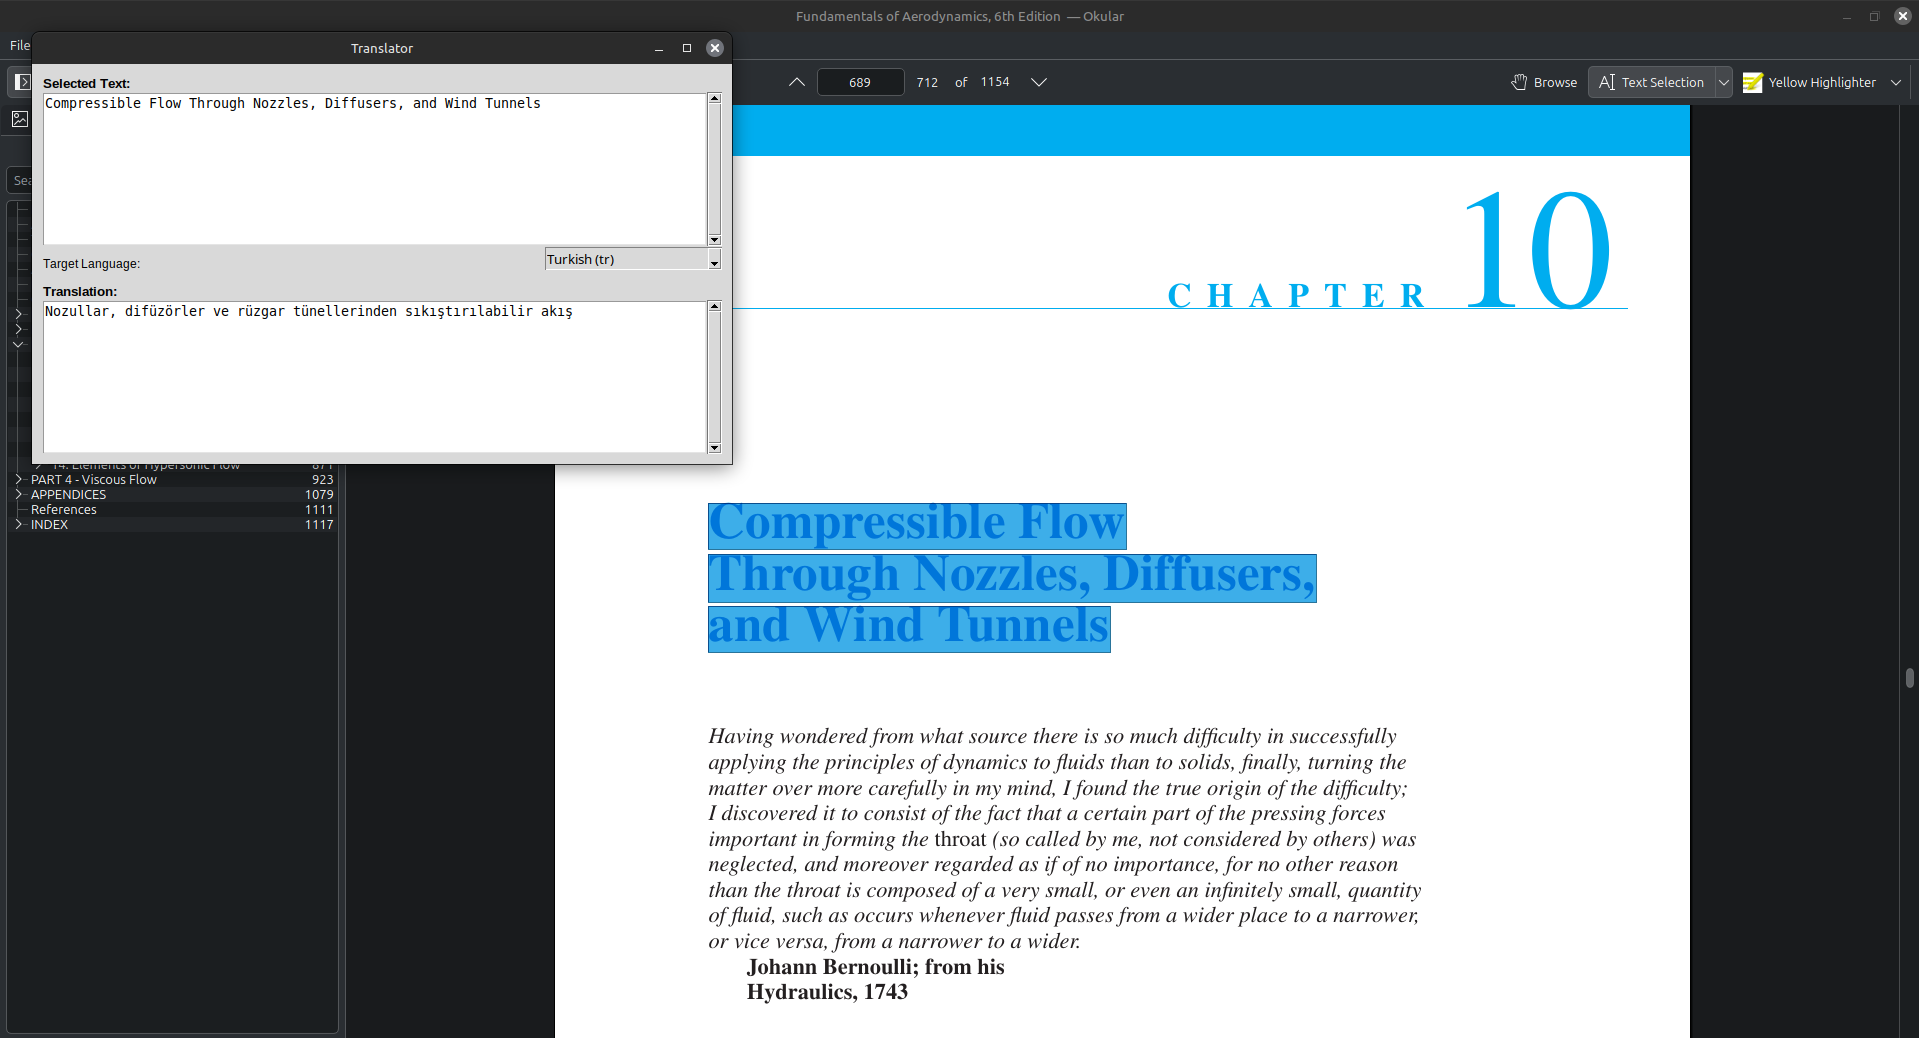 Fundamentals of Aerodynamics, 6th Edition — Okular
File
Translator
Selected Text:
Compressible Flow Through Nozzles, Diffusers, and Wind Tunnels
Target Language:
Turkish (tr)
Translation:
Nozullar, difüzörler ve rüzgar tünellerinden sıkıştırılabilir akış
689 712 of 1154
Browse
Text Selection
Yellow Highlighter
Sea
14. Elements of Hypersonic Flow 871
PART 4 - Viscous Flow 923
APPENDICES 1079
References 1111
INDEX 1117
CHAPTER 10
Compressible Flow
Through Nozzles, Diffusers,
and Wind Tunnels
Having wondered from what source there is so much difficulty in successfully
applying the principles of dynamics to fluids than to solids, finally, turning the
matter over more carefully in my mind, I found the true origin of the difficulty;
I discovered it to consist of the fact that a certain part of the pressing forces
important in forming the throat (so called by me, not considered by others) was
neglected, and moreover regarded as if of no importance, for no other reason
than the throat is composed of a very small, or even an infinitely small, quantity
of fluid, such as occurs whenever fluid passes from a wider place to a narrower,
or vice versa, from a narrower to a wider.
Johann Bernoulli; from his
Hydraulics, 1743